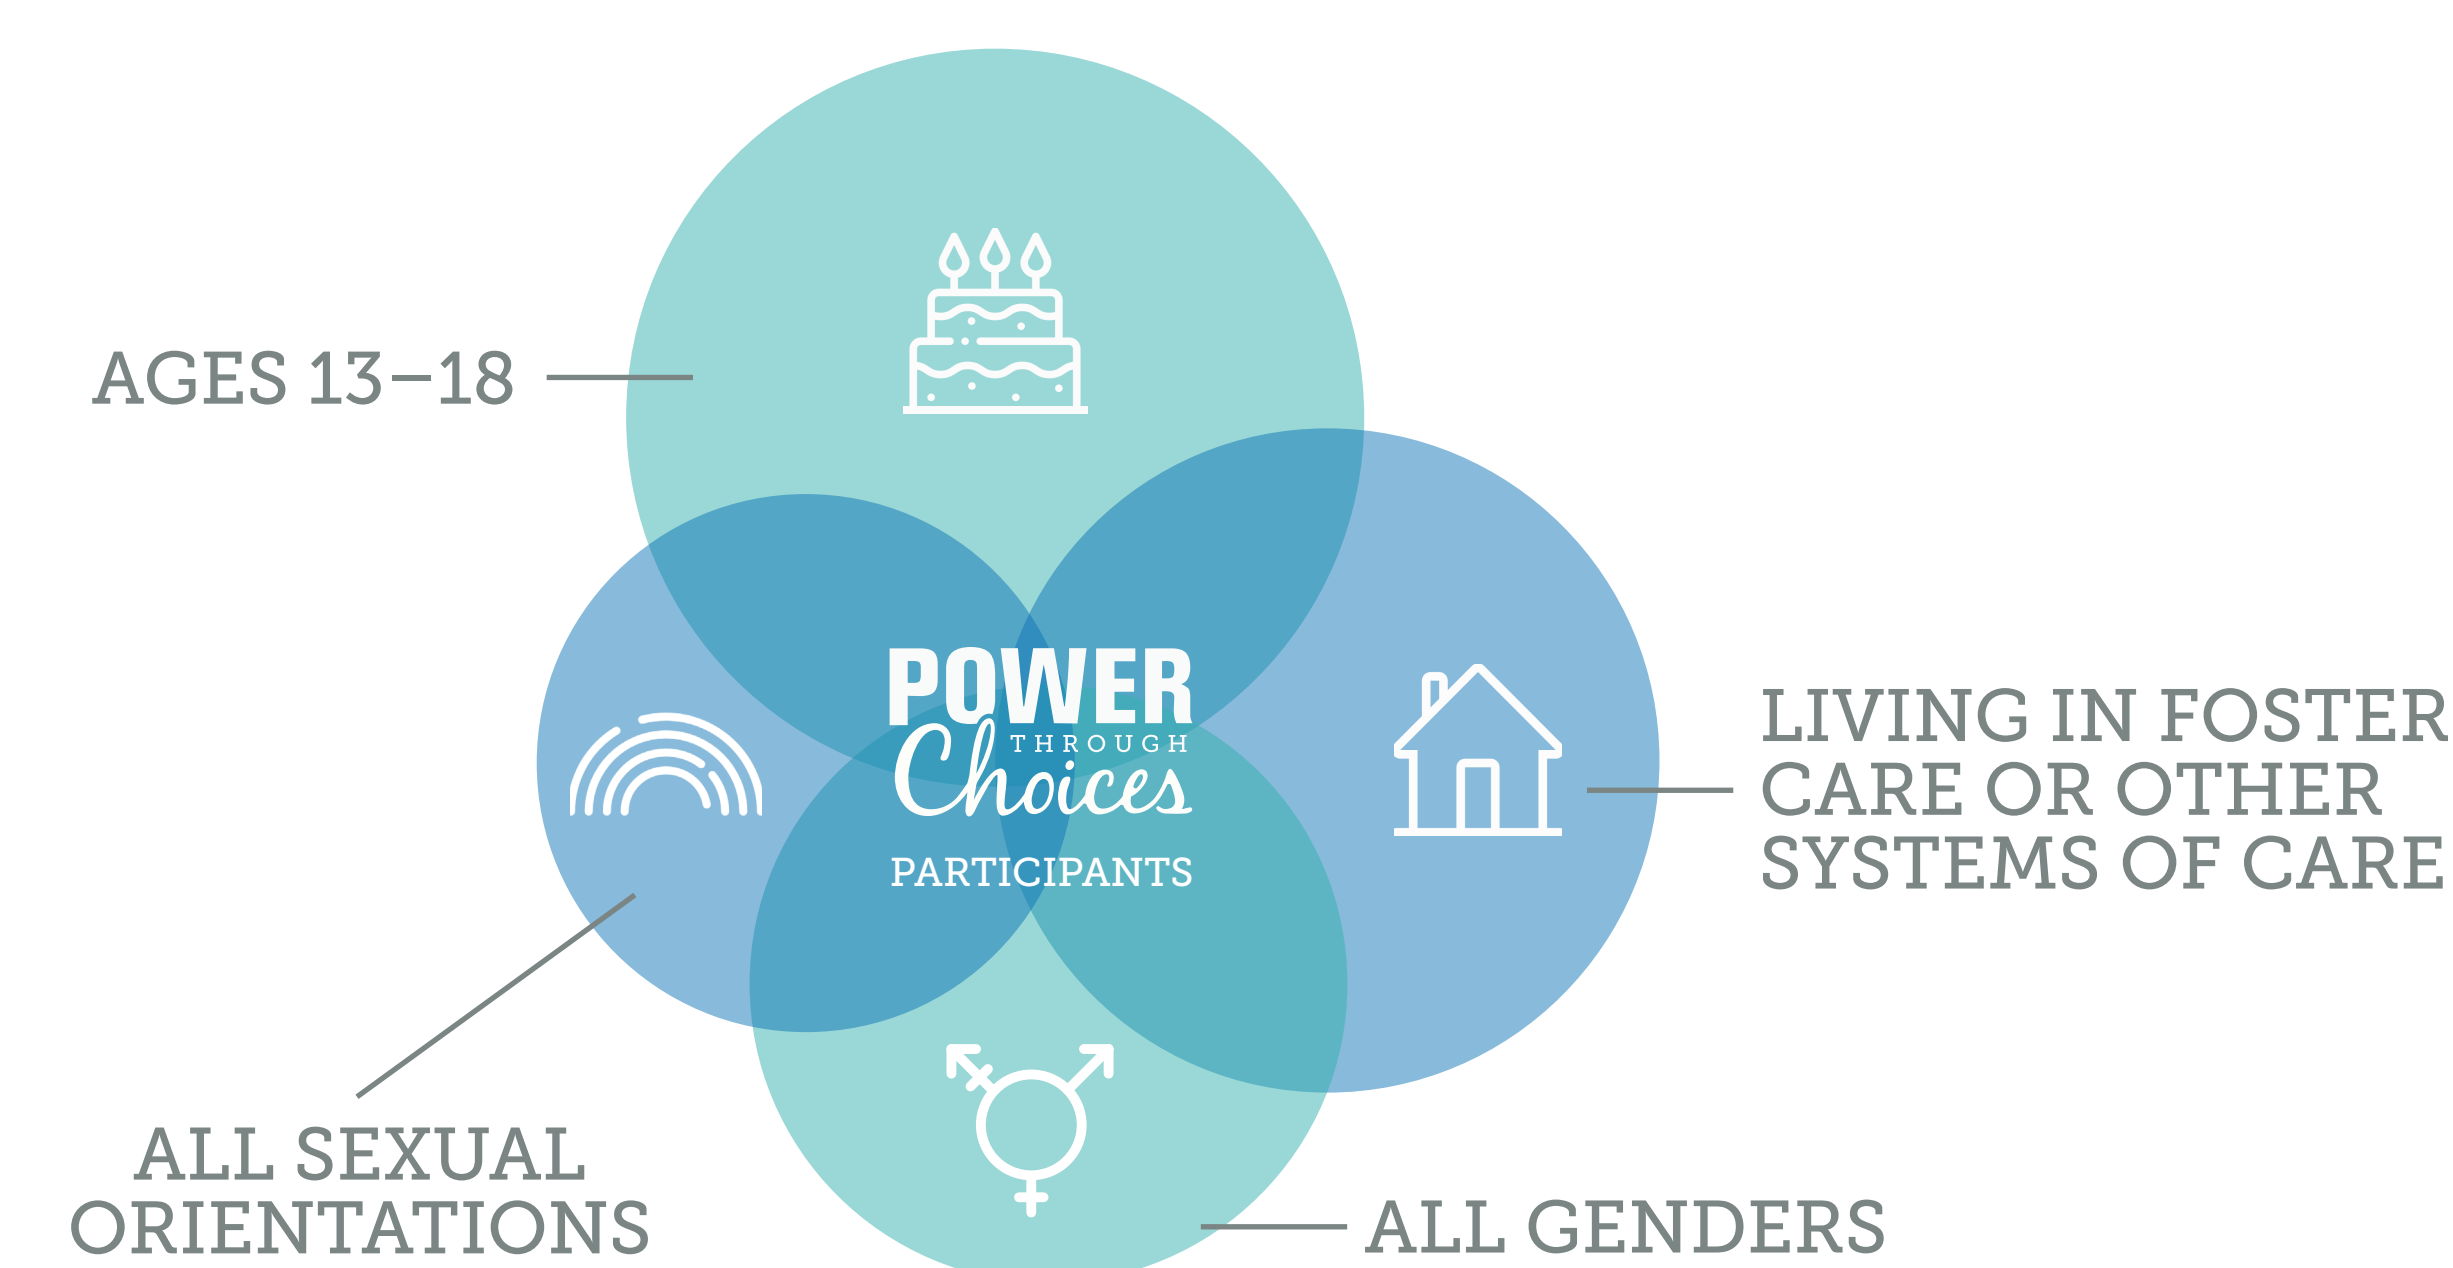 AGES 13–18
POWER
THROUGH
Choices
PARTICIPANTS
LIVING IN FOSTER
CARE OR OTHER
SYSTEMS OF CARE
ALL SEXUAL
ORIENTATIONS
ALL GENDERS